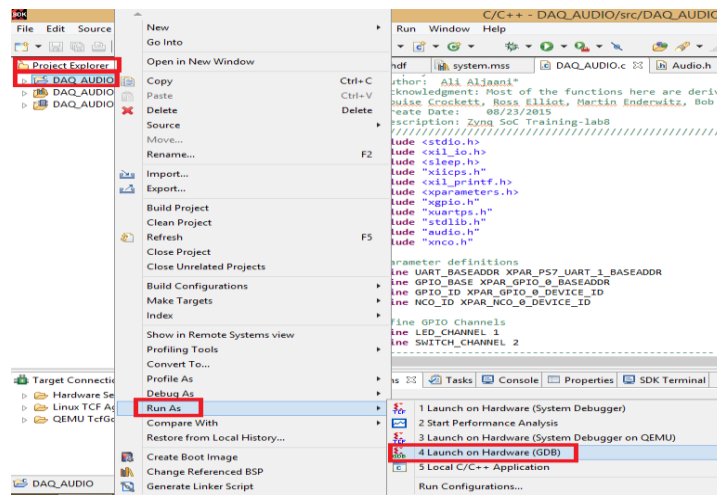 SDK
C/C++ - DAQ_AUDIO/src/DAQ_AUDIO
File Edit Source
Run Window Help
Project Explorer
DAQ_AUDIO
DAQ_AUDIO
DAQ_AUDIO
New
Go Into
Open in New Window
Copy Ctrl+C
Paste Ctrl+V
Delete Delete
Source
Move...
Rename... F2
Import...
Export...
Build Project
Clean Project
Refresh F5
Close Project
Close Unrelated Projects
Build Configurations
Make Targets
Index
Show in Remote Systems view
Profiling Tools
Convert To...
Profile As
Debug As
Run As
Compare With
Restore from Local History...
Create Boot Image
Change Referenced BSP
Generate Linker Script
hdf system.mss DAQ_AUDIO.c Audio.h
uthor: Ali Aljaani*
cknowledgment: Most of the functions here are deriv
ouise Crockett, Ross Elliot, Martin Enderwitz, Bob
reate Date: 08/23/2015
escription: Zynq SoC Training-lab8
//////////////////////////////////////////////////
lude <stdio.h>
lude <xil_io.h>
lude <sleep.h>
lude "xiicps.h"
lude <xil_printf.h>
lude <xparameters.h>
lude "xgpio.h"
lude "xuartps.h"
lude "stdlib.h"
lude "audio.h"
lude "xnco.h"
arameter definitions
ine UART_BASEADDR XPAR_PS7_UART_1_BASEADDR
ine GPIO_BASE XPAR_GPIO_0_BASEADDR
ine GPIO_ID XPAR_GPIO_0_DEVICE_ID
ine NCO_ID XPAR_NCO_0_DEVICE_ID
fine GPIO Channels
ine LED_CHANNEL 1
ine SWITCH_CHANNEL 2
ns Tasks Console Properties SDK Terminal
Target Connectic
Hardware Se
Linux TCF Ag
QEMU TcfGc
1 Launch on Hardware (System Debugger)
2 Start Performance Analysis
3 Launch on Hardware (System Debugger on QEMU)
4 Launch on Hardware (GDB)
5 Local C/C++ Application
Run Configurations...
DAQ_AUDIO